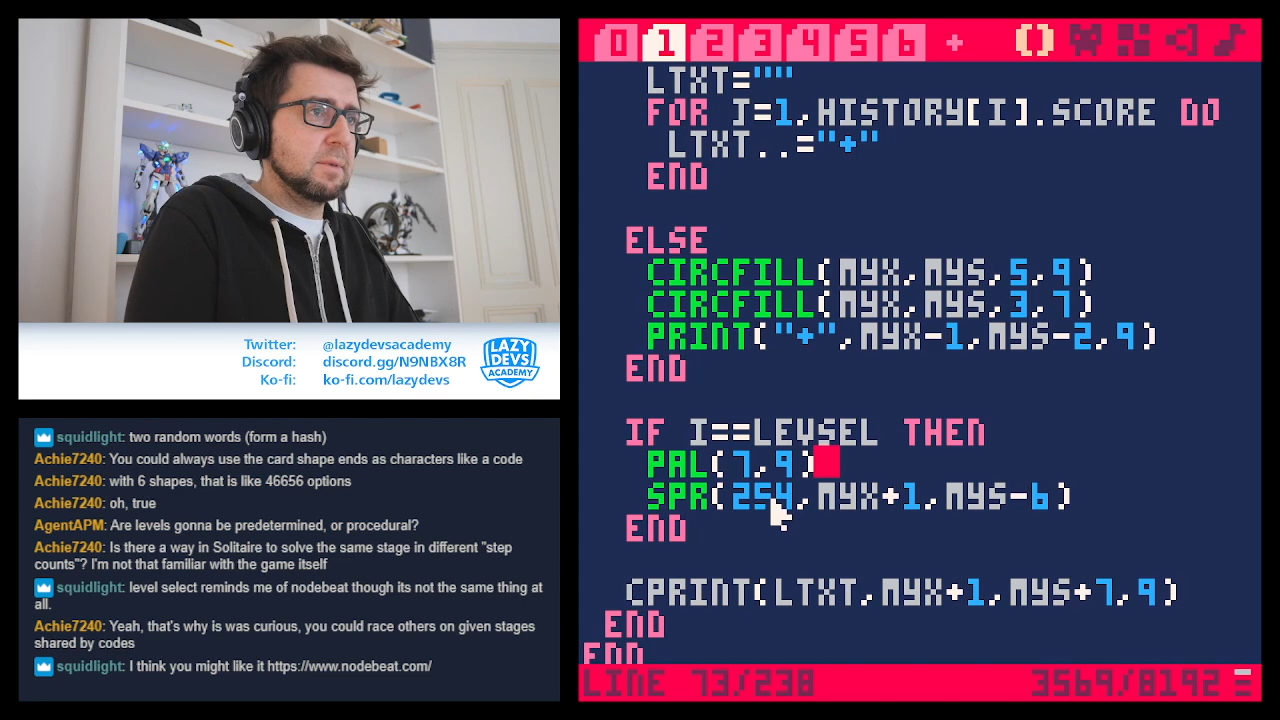 Twitter: @lazydevsacademy
Discord: discord.gg/N9NBX8R
Ko-fi: ko-fi.com/lazydevs
LAZY
DEVS
ACADEMY
squidlight: two random words (form a hash)
Achie7240: You could always use the card shape ends as characters like a code
Achie7240: with 6 shapes, that is like 46656 options
Achie7240: oh, true
AgentAPM: Are levels gonna be predetermined, or procedural?
Achie7240: Is there a way in Solitaire to solve the same stage in different "step
counts"? I'm not that familiar with the game itself
squidlight: level select reminds me of nodebeat though its not the same thing at
all.
Achie7240: Yeah, that's why is was curious, you could race others on given stages
shared by codes
squidlight: I think you might like it https://www.nodebeat.com/
0 1 2 3 4 5 6 +
LTXT=""
FOR J=1,HISTORY[I].SCORE DO
LTXT..="+"
END
ELSE
CIRCFILL(MYX,MYS,5,9)
CIRCFILL(MYX,MYS,3,7)
PRINT("+",MYX-1,MYS-2,9)
END
IF I==LEVSEL THEN
PAL(7,9)
SPR(254,MYX+1,MYS-6)
END
CPRINT(LTXT,MYX+1,MYS+7,9)
END
END
LINE 73/238 3569/8192